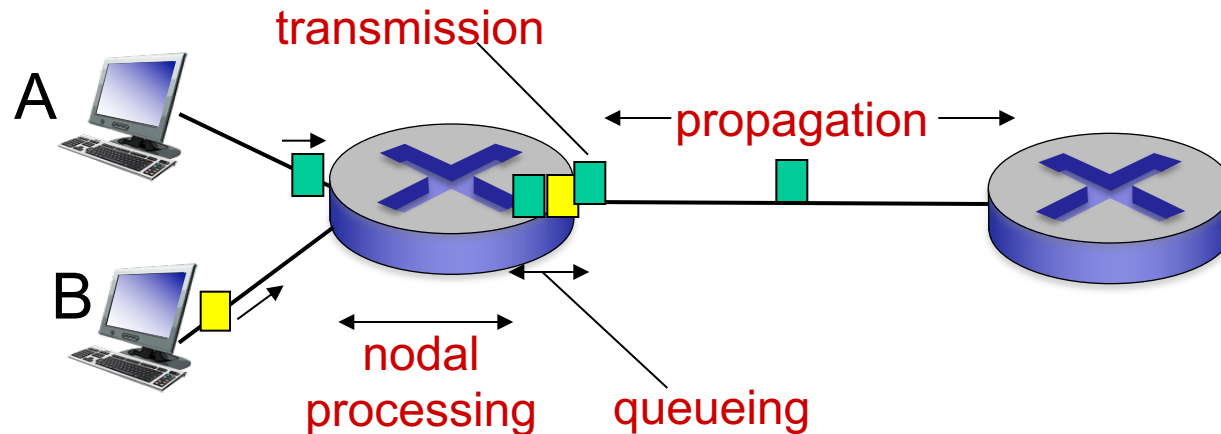 transmission
A
propagation
B
nodal
processing
queueing